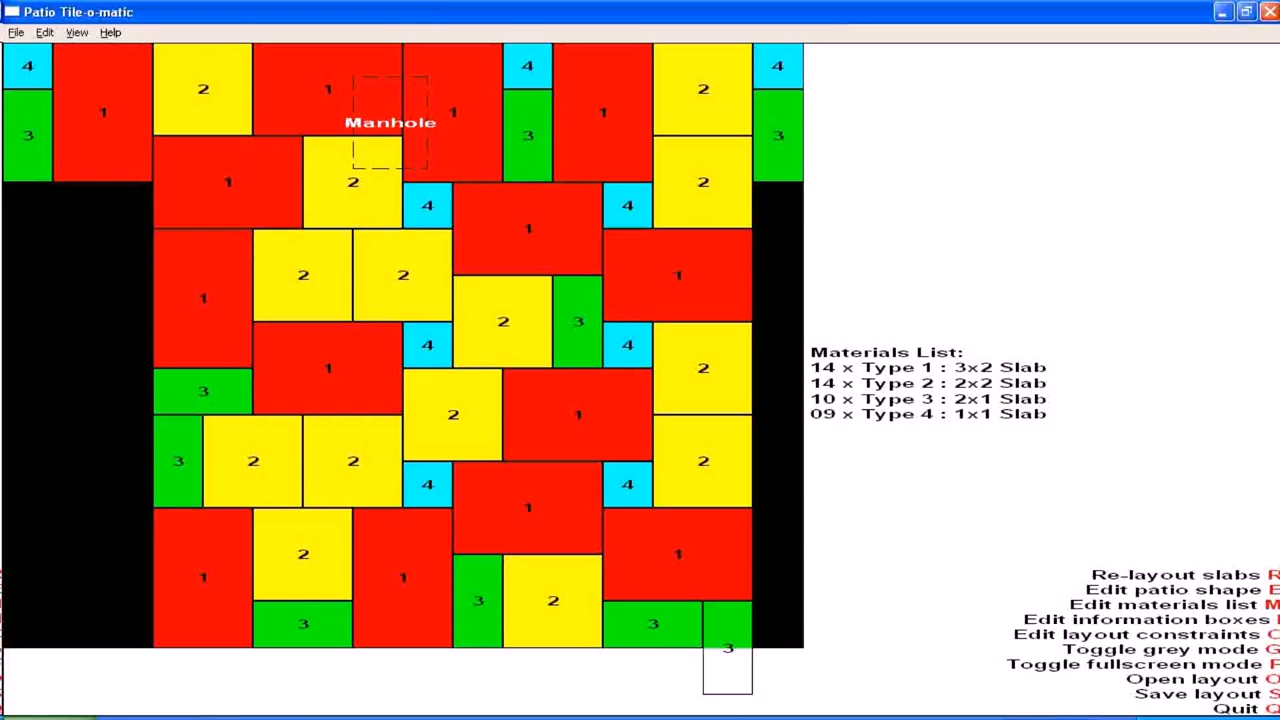 Patio Tile-o-matic
File Edit View Help
4 4 4
2 1 2
1 1 1
Manhole
3 3 3
1 2 2
4 4
1
2 2 1
1
2 3
4 4
1 2
3
2 1
3 2 2 2
4 4
1
2 1
1 1
3 2
3 3
3
Materials List:
14 x Type 1 : 3x2 Slab
14 x Type 2 : 2x2 Slab
10 x Type 3 : 2x1 Slab
09 x Type 4 : 1x1 Slab
Re-layout slabs R
Edit patio shape E
Edit materials list M
Edit information boxes
Edit layout constraints C
Toggle grey mode G
Toggle fullscreen mode F
Open layout O
Save layout S
Quit Q